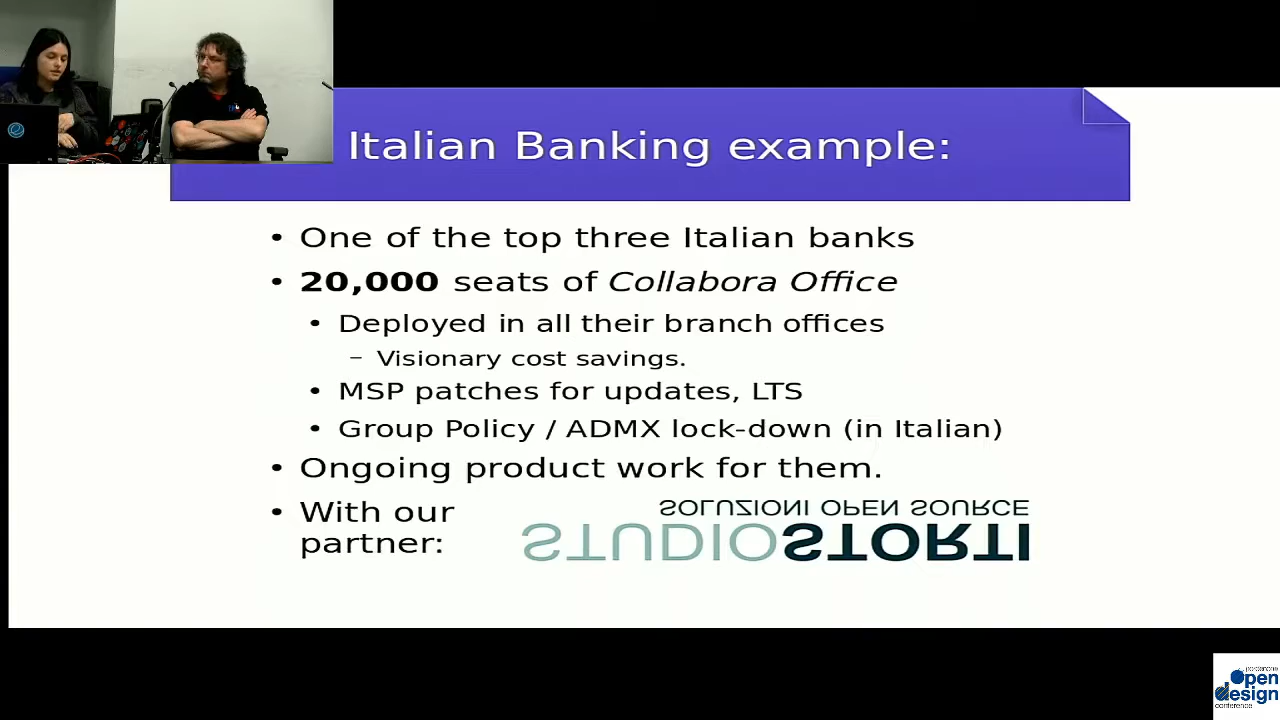 Italian Banking example:
• One of the top three Italian banks
• 20,000 seats of Collabora Office
• Deployed in all their branch offices
– Visionary cost savings.
• MSP patches for updates, LTS
• Group Policy / ADMX lock-down (in Italian)
• Ongoing product work for them.
• With our
partner:
SOLUZIONI OPEN SOURCE
STUDIOSTORTI
pordenone
open
design
conference